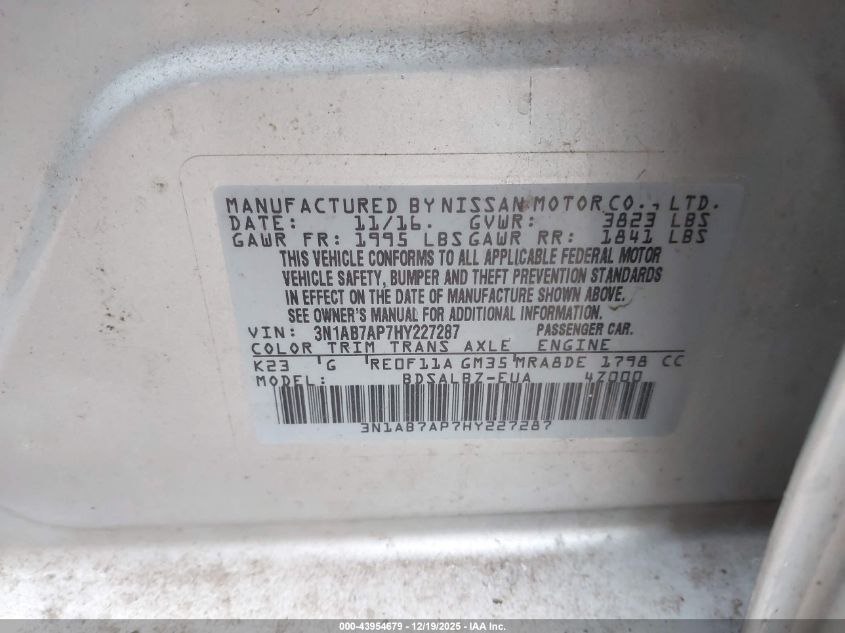 MANUFACTURED BY NISSAN MOTOR CO., LTD.
DATE: 11/16. GVWR: 3823 LBS
GAWR FR: 1995 LBS GAWR RR: 1841 LBS
THIS VEHICLE CONFORMS TO ALL APPLICABLE FEDERAL MOTOR
VEHICLE SAFETY, BUMPER AND THEFT PREVENTION STANDARDS
IN EFFECT ON THE DATE OF MANUFACTURE SHOWN ABOVE.
SEE OWNER'S MANUAL FOR ADDITIONAL INFORMATION.
VIN: 3N1AB7AP7HY227287 PASSENGER CAR.
COLOR TRIM TRANS AXLE ENGINE
K23 G RE0F11A GM35 MRA8DE 1798 CC
MODEL: BDSALBZ-EUA 4Z000
3N1AB7AP7HY227287
000-43954679 - 12/19/2025 - IAA Inc.